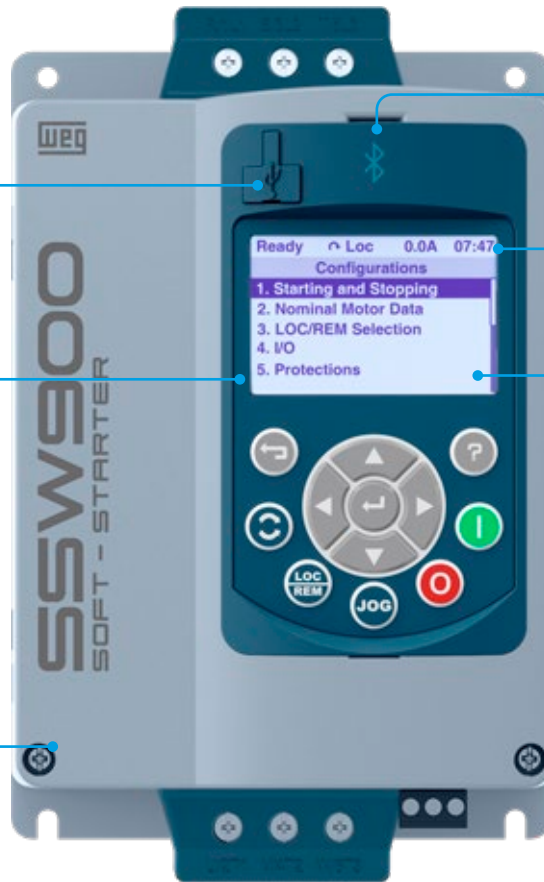 WEG
Ready Loc 0.0A 07:47
Configurations
1. Starting and Stopping
2. Nominal Motor Data
3. LOC/REM Selection
4. I/O
5. Protections
SSW900
SOFT-STARTER
?
I
LOC
REM
JOG
O